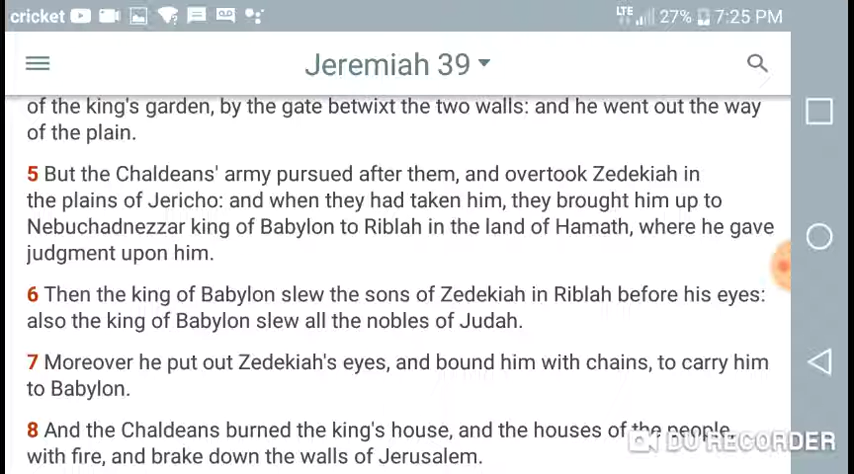 cricket LTE 27% 7:25 PM
Jeremiah 39
of the king's garden, by the gate betwixt the two walls: and he went out the way
of the plain.
5 But the Chaldeans' army pursued after them, and overtook Zedekiah in
the plains of Jericho: and when they had taken him, they brought him up to
Nebuchadnezzar king of Babylon to Riblah in the land of Hamath, where he gave
judgment upon him.
6 Then the king of Babylon slew the sons of Zedekiah in Riblah before his eyes:
also the king of Babylon slew all the nobles of Judah.
7 Moreover he put out Zedekiah's eyes, and bound him with chains, to carry him
to Babylon.
8 And the Chaldeans burned the king's house, and the houses of the people,
with fire, and brake down the walls of Jerusalem.
DU RECORDER